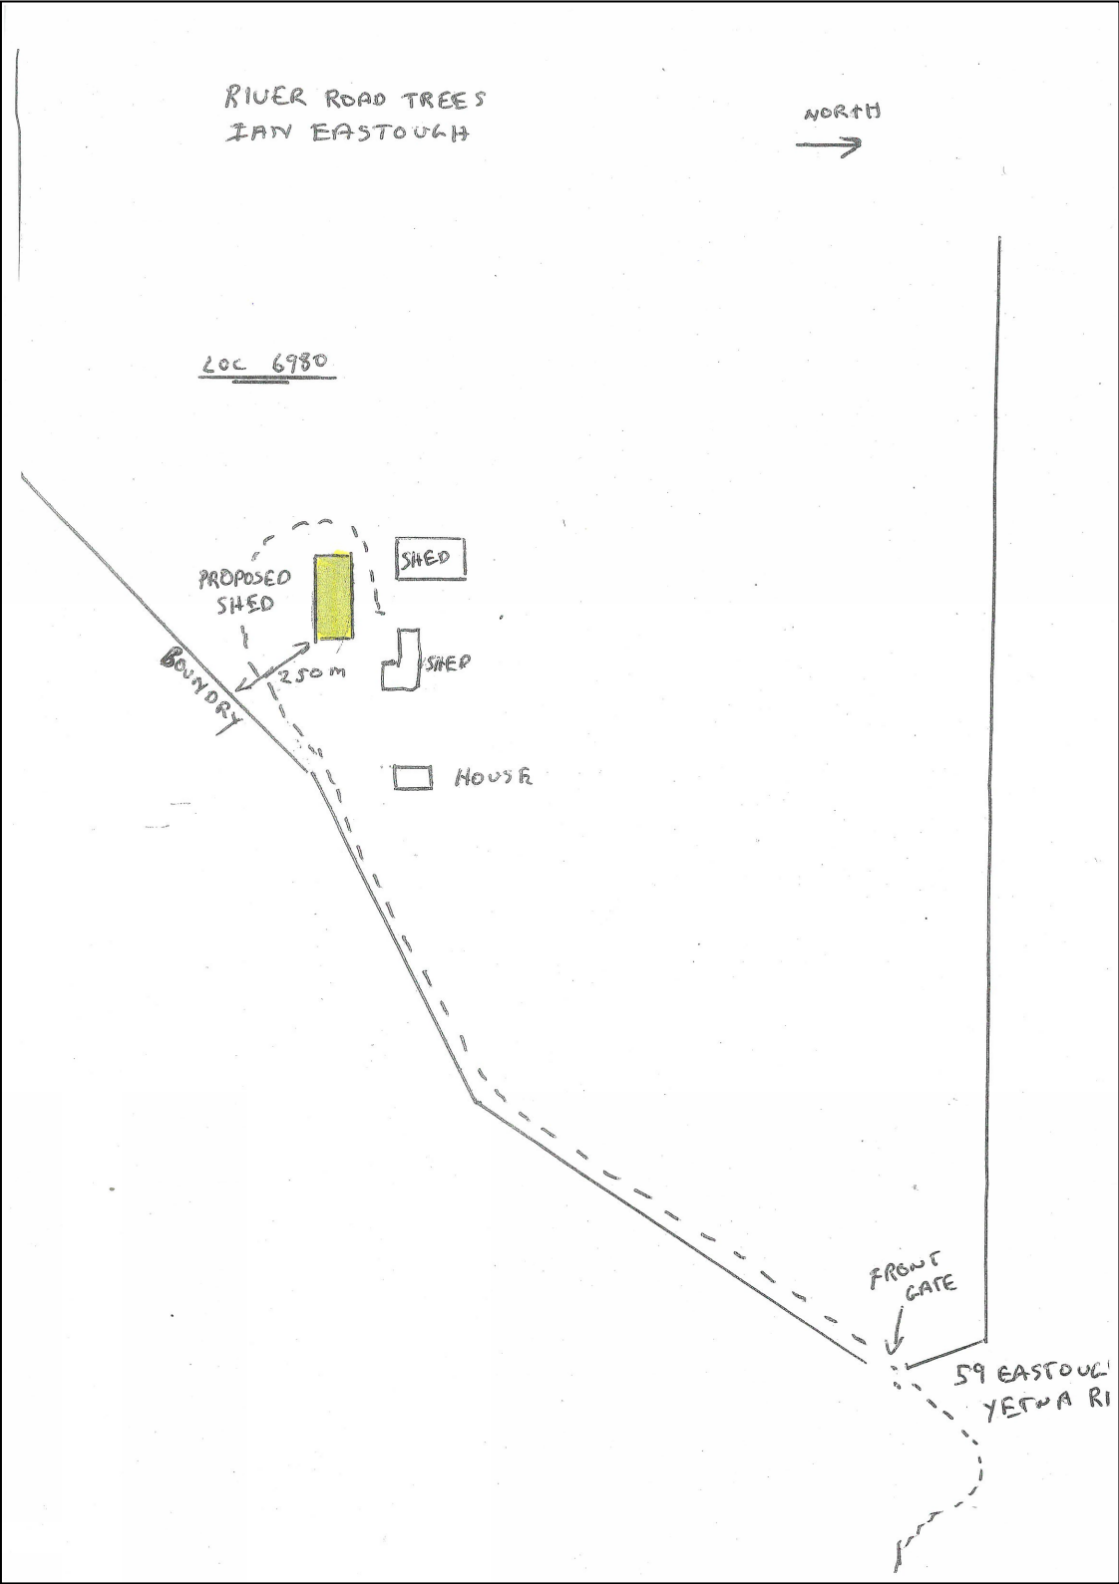 RIVER ROAD TREES
IAN EASTOUGH
NORTH
LOC 6980
SHED
PROPOSED
SHED
SHED
250m
BOUNDRY
HOUSE
FRONT
GATE
59 EASTOUG
YETNA RI